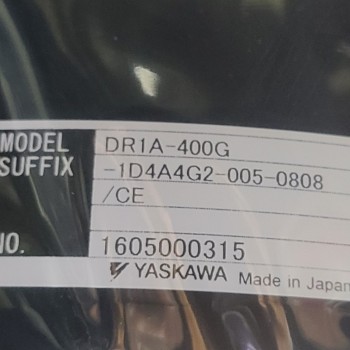 MODEL DR1A-400G
SUFFIX -1D4A4G2-005-0808
/CE
NO. 1605000315
YASKAWA Made in Japan